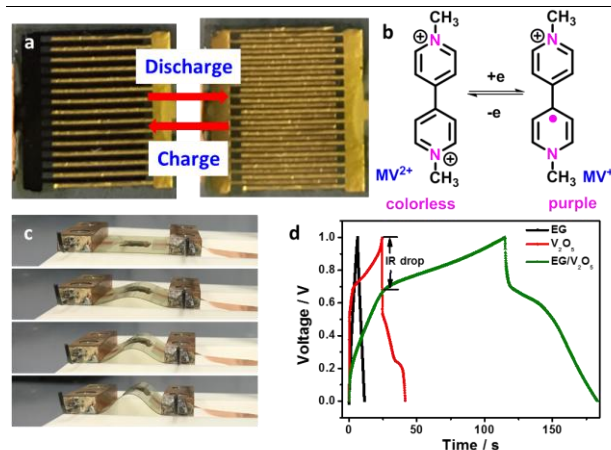 a
Discharge
Charge
b
CH₃
⊕N
N⊕
CH₃
MV²⁺
colorless
+e
-e
CH₃
⊕N
N
CH₃
MV⁺
purple
c
d
EG
V₂O₅
EG/V₂O₅
IR drop
Voltage / V
1.0
0.8
0.6
0.4
0.2
0.0
0
50
100
150
Time / s